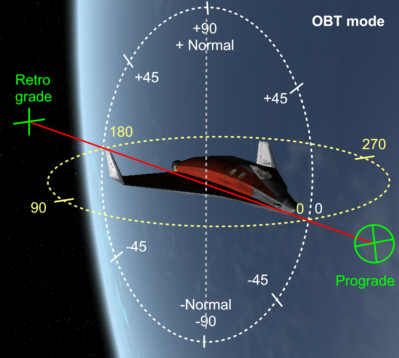 OBT mode
+90
+ Normal
+45
+45
Retro
grade
180
270
90
0
0
-45
-45
Prograde
-Normal
-90